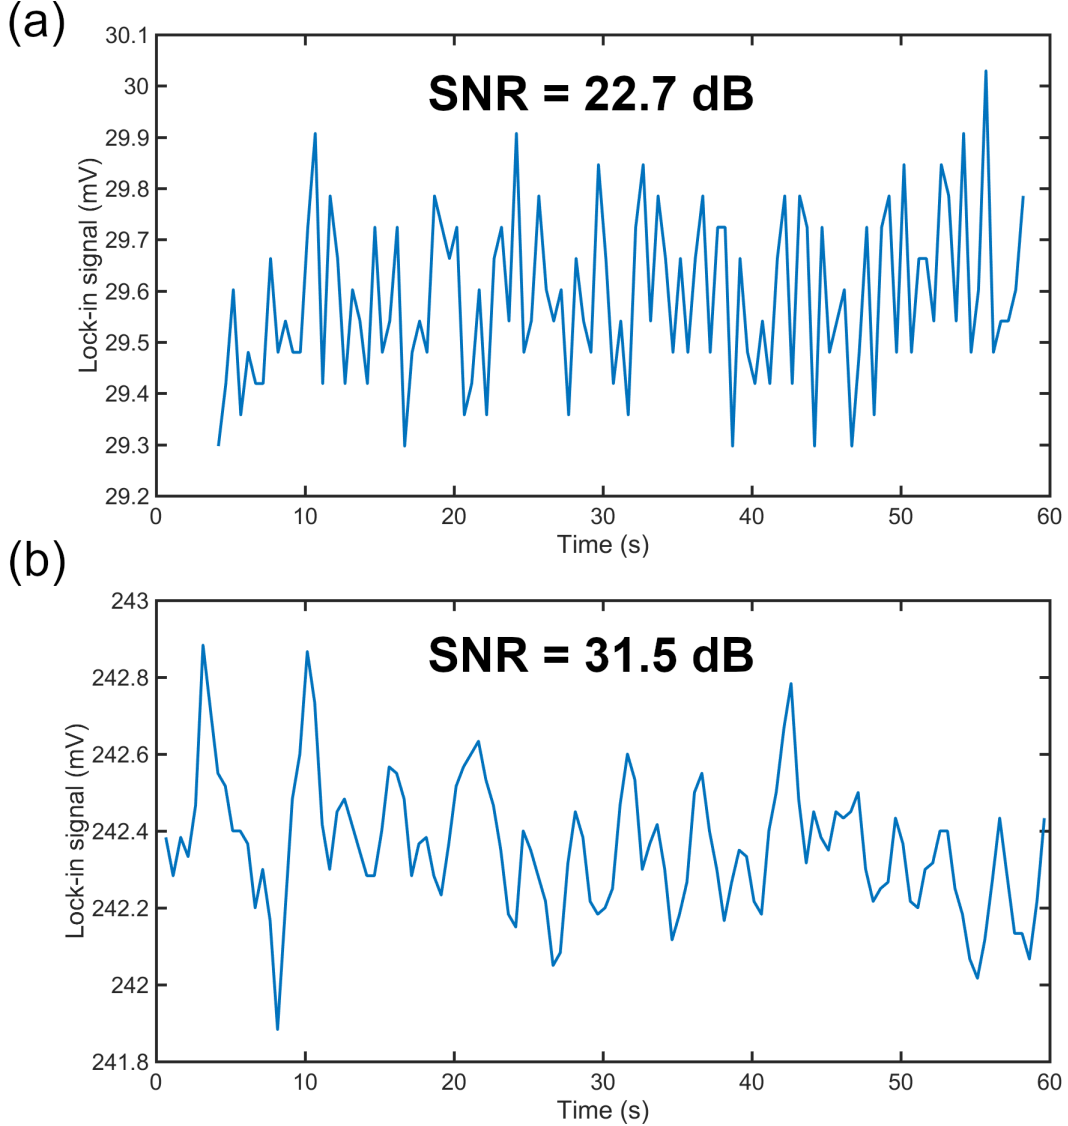 (a)
SNR = 22.7 dB
Lock-in signal (mV)
30.1
30
29.9
29.8
29.7
29.6
29.5
29.4
29.3
29.2
0 10 20 30 40 50 60
Time (s)
(b)
SNR = 31.5 dB
Lock-in signal (mV)
243
242.8
242.6
242.4
242.2
242
241.8
0 10 20 30 40 50 60
Time (s)